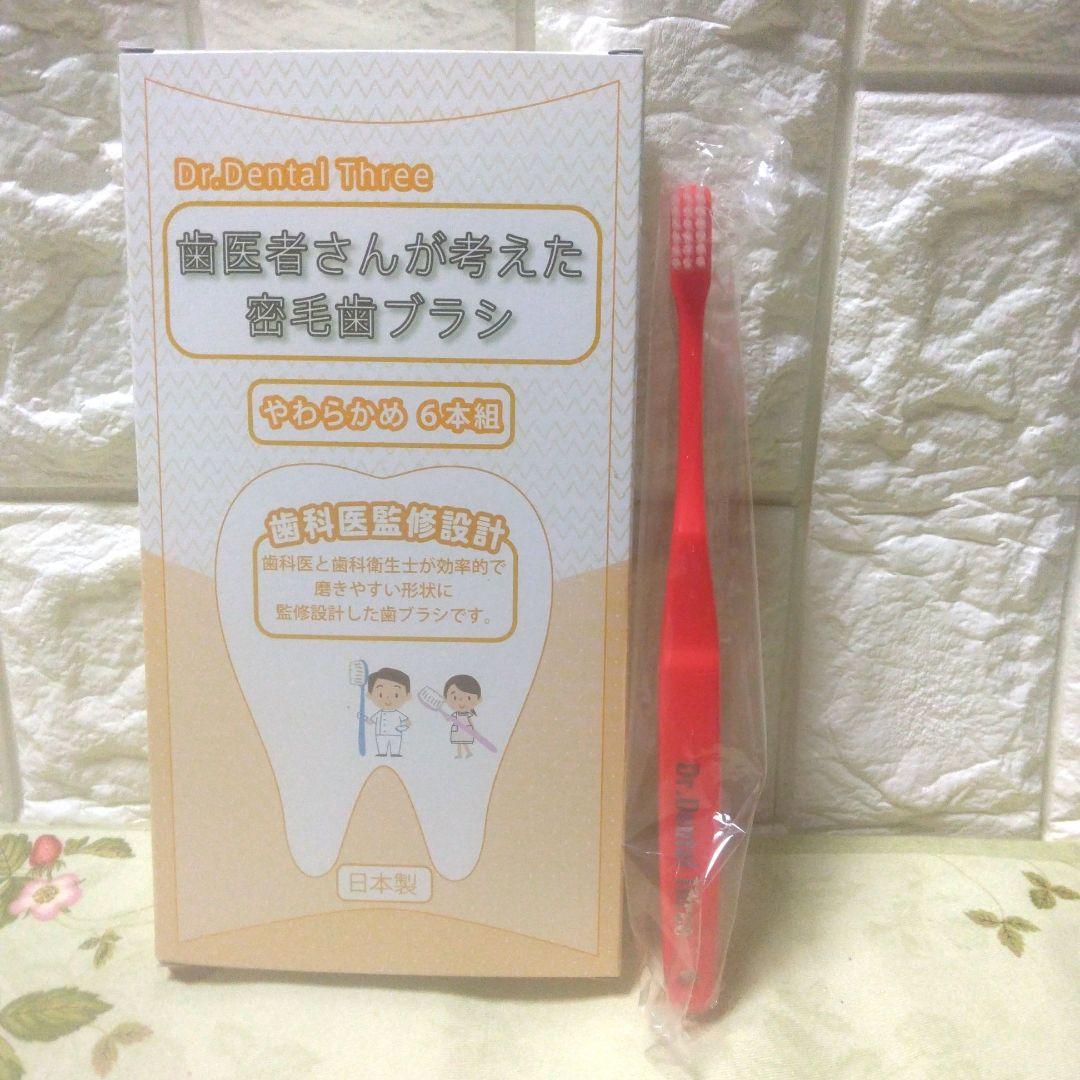 Dr.Dental Three
歯医者さんが考えた
密毛歯ブラシ
やわらかめ 6本組
歯科医監修設計
歯科医と歯科衛生士が効率的で
磨きやすい形状に
監修設計した歯ブラシです。
日本製
Dr.Dental Three